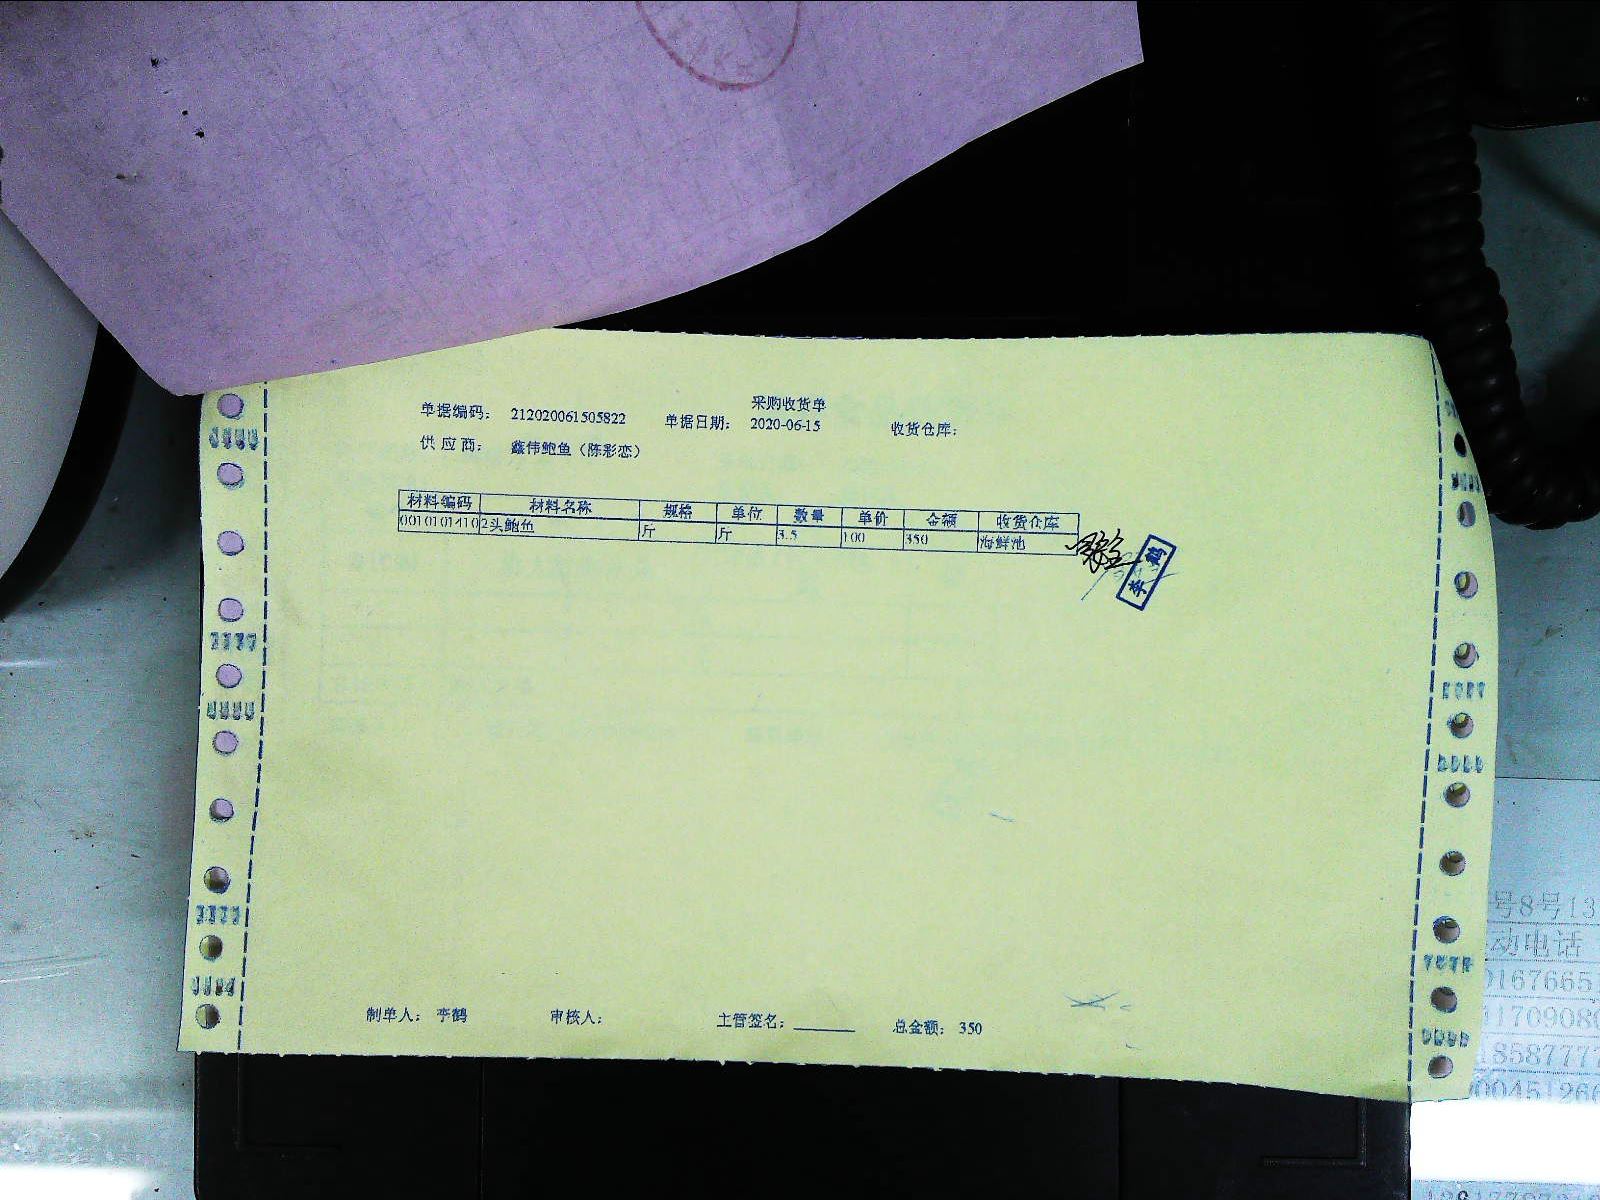 采购收货单
单据编码： 212020061505822 单据日期： 2020-06-15 收货仓库：
供应商： 鑫伟鲍鱼（陈彩恋）
材料编码 材料名称 规格 单位 数量 单价 金额 收货仓库
0010101410 2头鲍鱼 斤 斤 3.5 100 350 海鲜池
李鹤
制单人： 李鹤 审核人： 主管签名： 总金额： 350
号8号13
动电话
0167665
170908
185877
0045126